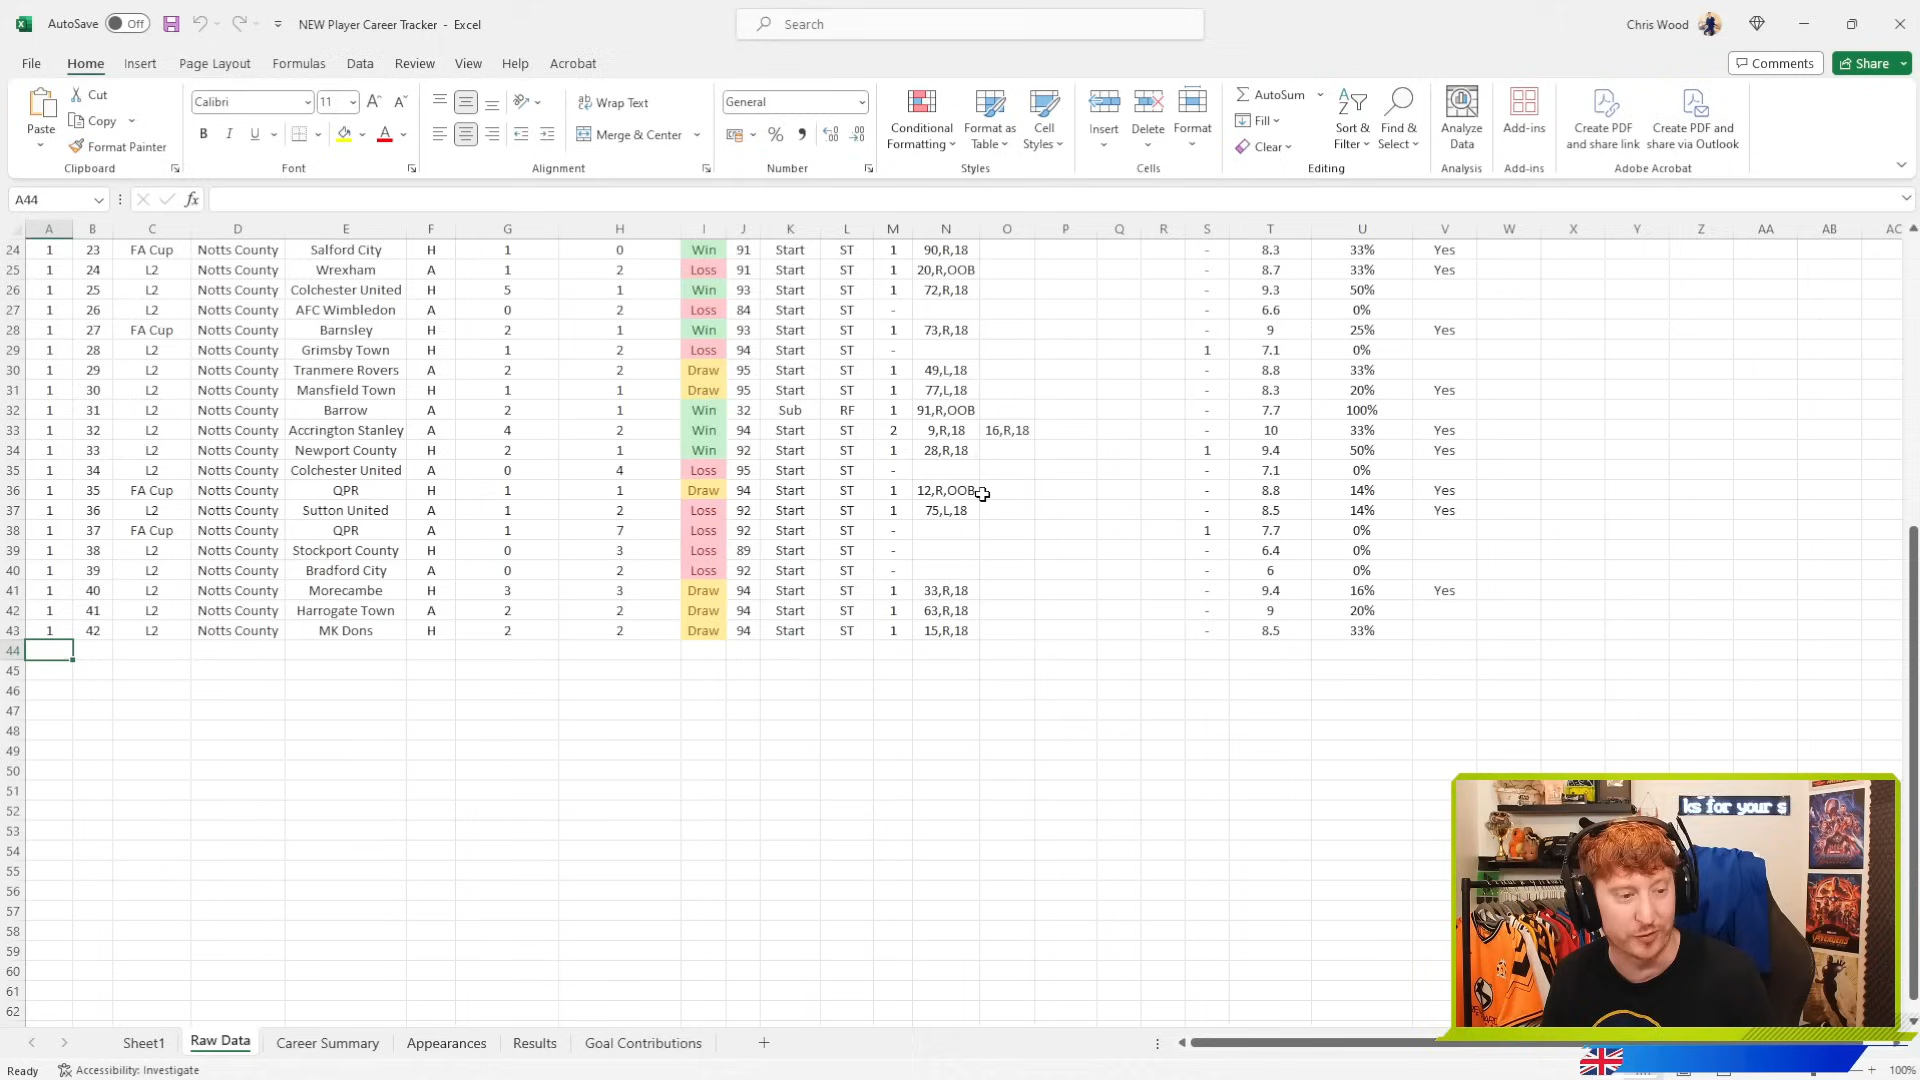 AutoSave Off NEW Player Career Tracker - Excel Search Chris Wood
File Home Insert Page Layout Formulas Data Review View Help Acrobat Comments Share
Paste Cut Copy Format Painter Clipboard
Calibri 11 B I U A Font
Wrap Text Merge & Center Alignment
General % Number
Conditional Formatting Format as Table Cell Styles Styles
Insert Delete Format Cells
AutoSum Fill Clear Sort & Filter Find & Select Editing
Analyze Data Analysis
Add-ins Add-ins
Create PDF and share link Create PDF and share via Outlook Adobe Acrobat
A44 fx
A B C D E F G H I J K L M N O P Q R S T U V W X Y Z AA AB AC
24 1 23 FA Cup Notts County Salford City H 1 0 Win 91 Start ST 1 90,R,18 - 8.3 33% Yes
25 1 24 L2 Notts County Wrexham A 1 2 Loss 91 Start ST 1 20,R,OOB - 8.7 33% Yes
26 1 25 L2 Notts County Colchester United H 5 1 Win 93 Start ST 1 72,R,18 - 9.3 50%
27 1 26 L2 Notts County AFC Wimbledon A 0 2 Loss 84 Start ST - - 6.6 0%
28 1 27 FA Cup Notts County Barnsley H 2 1 Win 93 Start ST 1 73,R,18 - 9 25% Yes
29 1 28 L2 Notts County Grimsby Town H 1 2 Loss 94 Start ST - 1 7.1 0%
30 1 29 L2 Notts County Tranmere Rovers A 2 2 Draw 95 Start ST 1 49,L,18 - 8.8 33%
31 1 30 L2 Notts County Mansfield Town H 1 1 Draw 95 Start ST 1 77,L,18 - 8.3 20% Yes
32 1 31 L2 Notts County Barrow A 2 1 Win 32 Sub RF 1 91,R,OOB - 7.7 100%
33 1 32 L2 Notts County Accrington Stanley A 4 2 Win 94 Start ST 2 9,R,18 16,R,18 - 10 33% Yes
34 1 33 L2 Notts County Newport County H 2 1 Win 92 Start ST 1 28,R,18 1 9.4 50% Yes
35 1 34 L2 Notts County Colchester United A 0 4 Loss 95 Start ST - - 7.1 0%
36 1 35 FA Cup Notts County QPR H 1 1 Draw 94 Start ST 1 12,R,OOB - 8.8 14% Yes
37 1 36 L2 Notts County Sutton United A 1 2 Loss 92 Start ST 1 75,L,18 - 8.5 14% Yes
38 1 37 FA Cup Notts County QPR A 1 7 Loss 92 Start ST - 1 7.7 0%
39 1 38 L2 Notts County Stockport County H 0 3 Loss 89 Start ST - - 6.4 0%
40 1 39 L2 Notts County Bradford City A 0 2 Loss 92 Start ST - - 6 0%
41 1 40 L2 Notts County Morecambe H 3 3 Draw 94 Start ST 1 33,R,18 - 9.4 16% Yes
42 1 41 L2 Notts County Harrogate Town A 2 2 Draw 94 Start ST 1 63,R,18 - 9 20%
43 1 42 L2 Notts County MK Dons H 2 2 Draw 94 Start ST 1 15,R,18 - 8.5 33%
44
45
46
47
48
49
50
51
52
53
54
55
56
57
58
59
60
61
62
ks for your s
Sheet1 Raw Data Career Summary Appearances Results Goal Contributions
Ready Accessibility: Investigate 100%